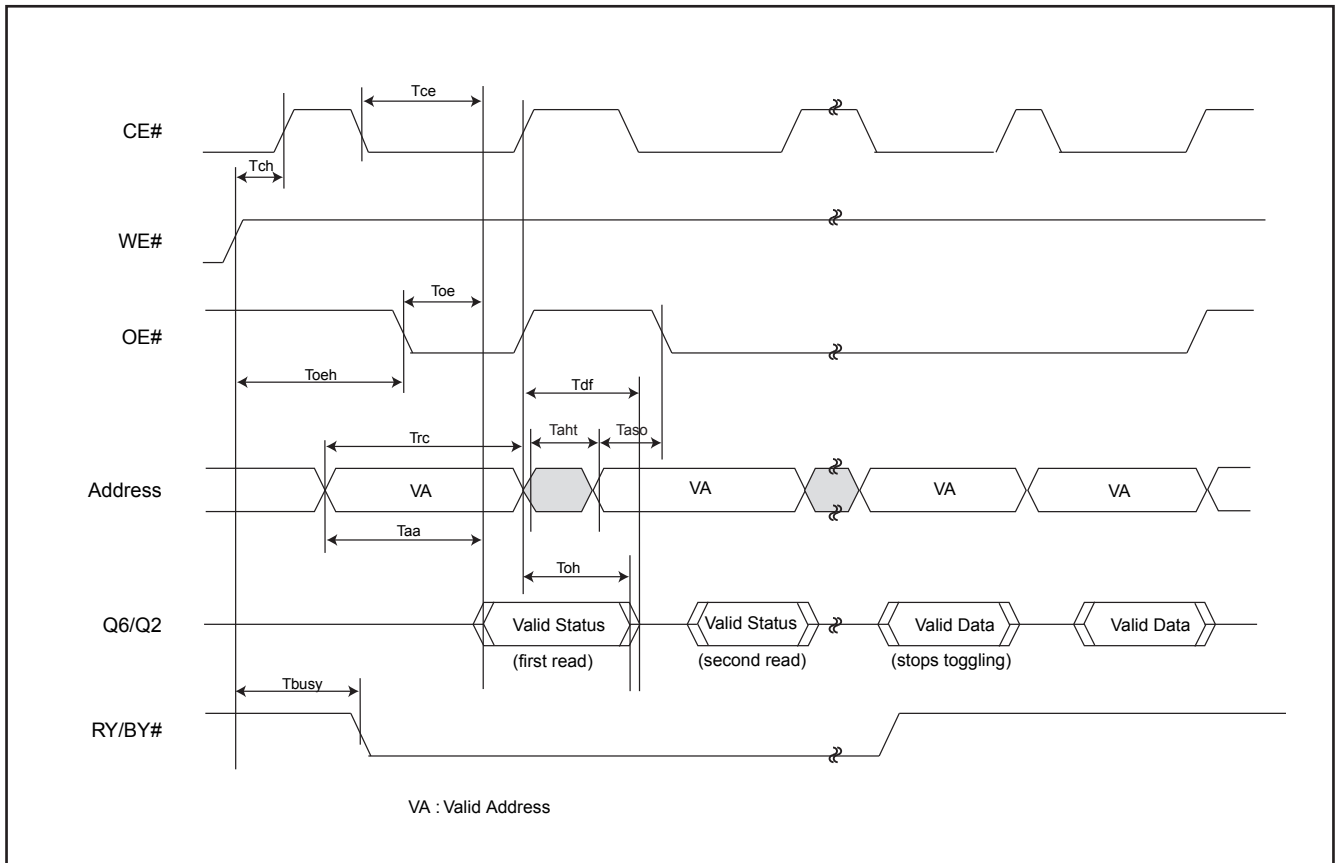 Tce
CE#
Tch
WE#
Toe
OE#
Toeh
Tdf
Taht
Taso
Trc
Address
VA
VA
VA
VA
Taa
Toh
Q6/Q2
Valid Status
Valid Status
Valid Data
Valid Data
(first read)
(second read)
(stops toggling)
Tbusy
RY/BY#
VA : Valid Address